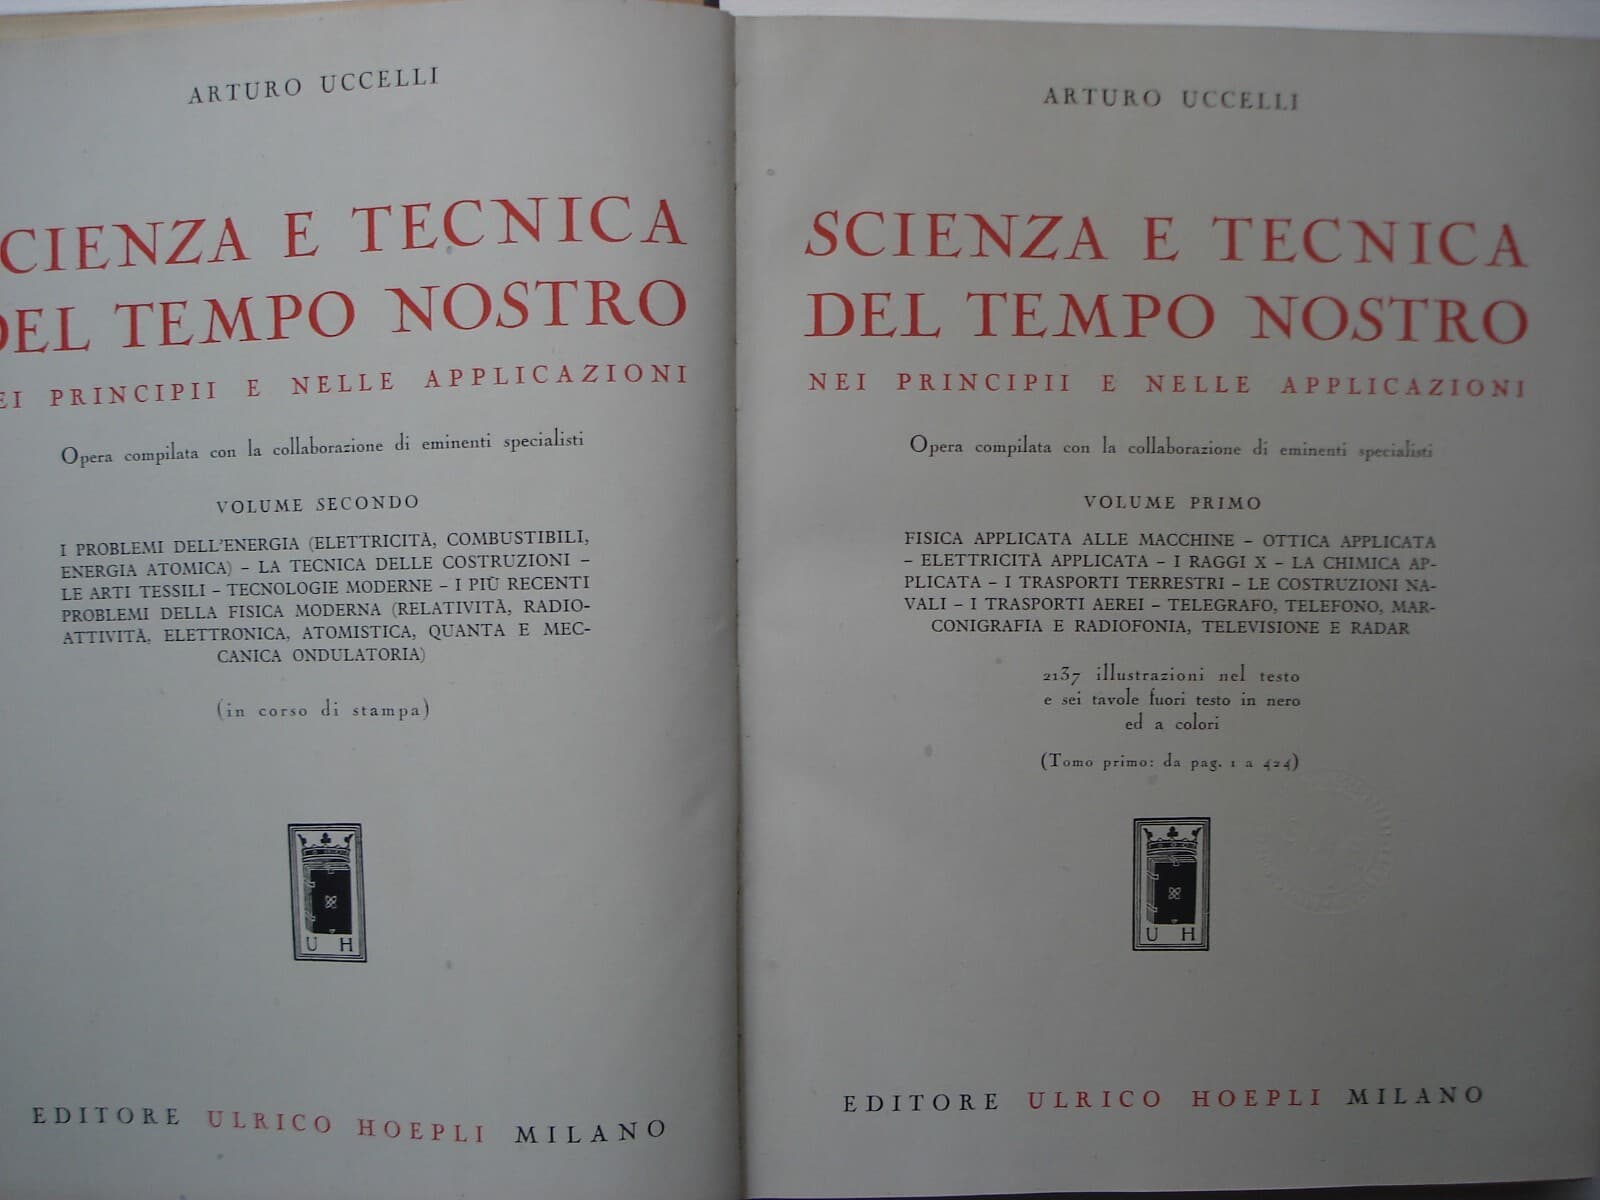 ARTURO UCCELLI
CIENZA E TECNICA
DEL TEMPO NOSTRO
EI PRINCIPII E NELLE APPLICAZIONI
Opera compilata con la collaborazione di eminenti specialisti
VOLUME SECONDO
I PROBLEMI DELL'ENERGIA (ELETTRICITÀ, COMBUSTIBILI,
ENERGIA ATOMICA) – LA TECNICA DELLE COSTRUZIONI –
LE ARTI TESSILI – TECNOLOGIE MODERNE – I PIÙ RECENTI
PROBLEMI DELLA FISICA MODERNA (RELATIVITÀ, RADIO-
ATTIVITÀ, ELETTRONICA, ATOMISTICA, QUANTA E MEC-
CANICA ONDULATORIA)
(in corso di stampa)
U H
EDITORE ULRICO HOEPLI MILANO
ARTURO UCCELLI
SCIENZA E TECNICA
DEL TEMPO NOSTRO
NEI PRINCIPII E NELLE APPLICAZIONI
Opera compilata con la collaborazione di eminenti specialisti
VOLUME PRIMO
FISICA APPLICATA ALLE MACCHINE – OTTICA APPLICATA
– ELETTRICITÀ APPLICATA – I RAGGI X – LA CHIMICA AP-
PLICATA – I TRASPORTI TERRESTRI – LE COSTRUZIONI NA-
VALI – I TRASPORTI AEREI – TELEGRAFO, TELEFONO, MAR-
CONIGRAFIA E RADIOFONIA, TELEVISIONE E RADAR
2137 illustrazioni nel testo
e sei tavole fuori testo in nero
ed a colori
(Tomo primo: da pag. 1 a 424)
U H
EDITORE ULRICO HOEPLI MILANO